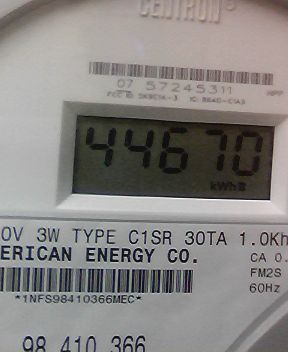 CENTRON®
07 57245311
44670
kWh
0V 3W TYPE C1SR 30TA 1.0Kh
ERICAN ENERGY CO.
CA 0.
FM2S
60Hz
*1NFS98410366MEC*
98 410 366